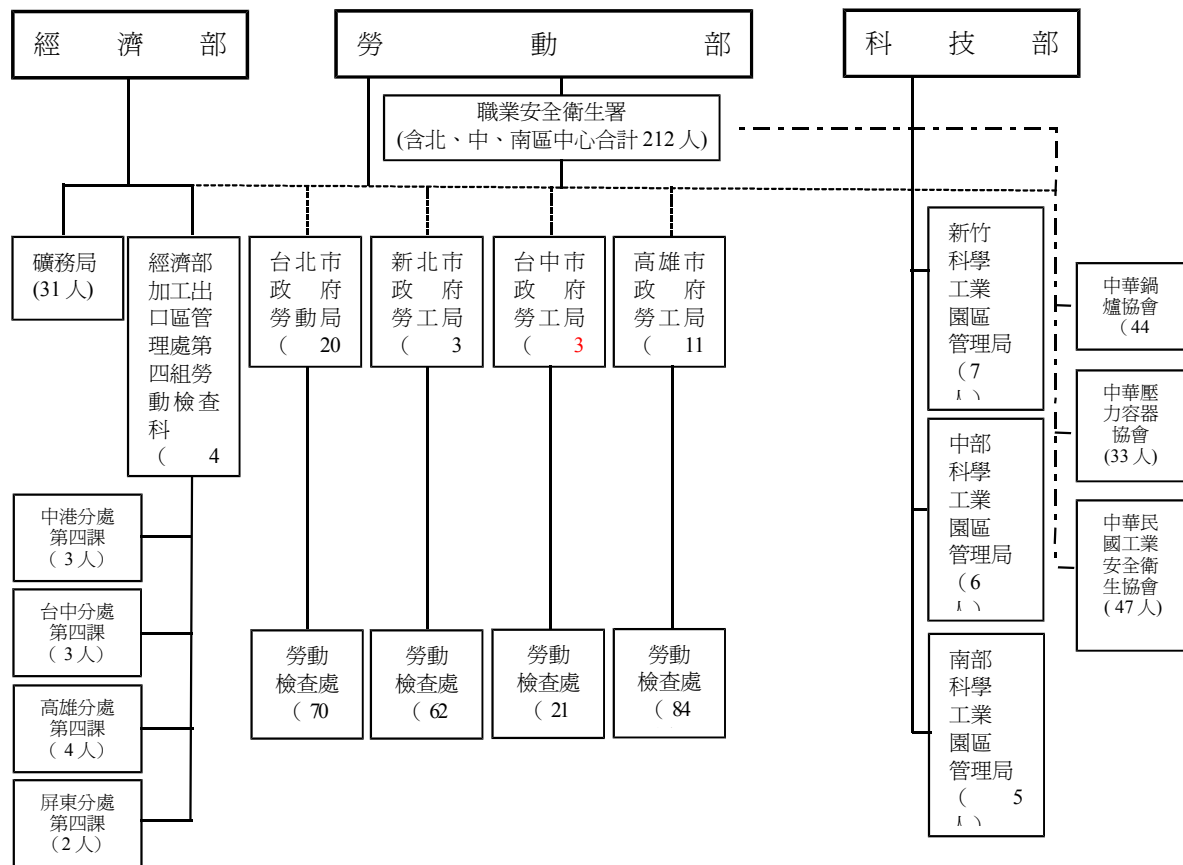 經濟部
勞動部
科技部
職業安全衛生署
(含北、中、南區中心合計 212 人)
礦務局
(31 人)
經濟部
加工出
口區管
理處第
四組勞
動檢查
科
( 4
台北市
政府
勞動局
( 20
新北市
政府
勞工局
( 3
台中市
政府
勞工局
( 3
高雄市
政府
勞工局
( 11
新竹
科學
工業
園區
管理局
(7
人)
中華鍋
爐協會
(44
中華壓
力容器
協會
(33 人)
中部
科學
工業
園區
管理局
(6
人)
中華民
國工業
安全衛
生協會
( 47 人)
中港分處
第四課
( 3 人)
台中分處
第四課
( 3 人)
高雄分處
第四課
( 4 人)
屏東分處
第四課
( 2 人)
勞動
檢查處
( 70
勞動
檢查處
( 62
勞動
檢查處
( 21
勞動
檢查處
( 84
南部
科學
工業
園區
管理局
( 5
人)